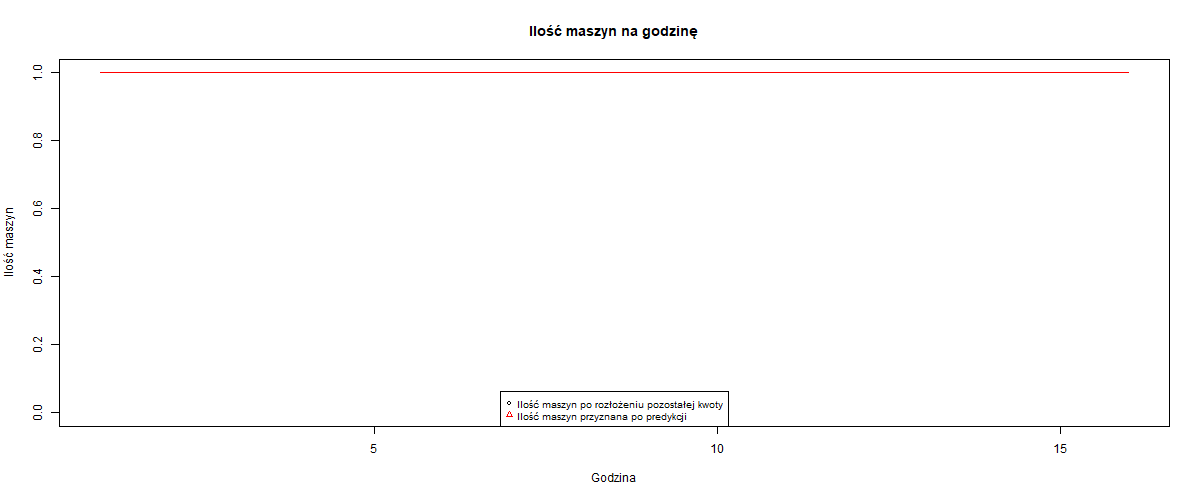 Ilość maszyn na godzinę
Ilość maszyn
1.0
0.8
0.6
0.4
0.2
0.0
Ilość maszyn po rozłożeniu pozostałej kwoty
Ilość maszyn przyznana po predykcji
5
10
15
Godzina